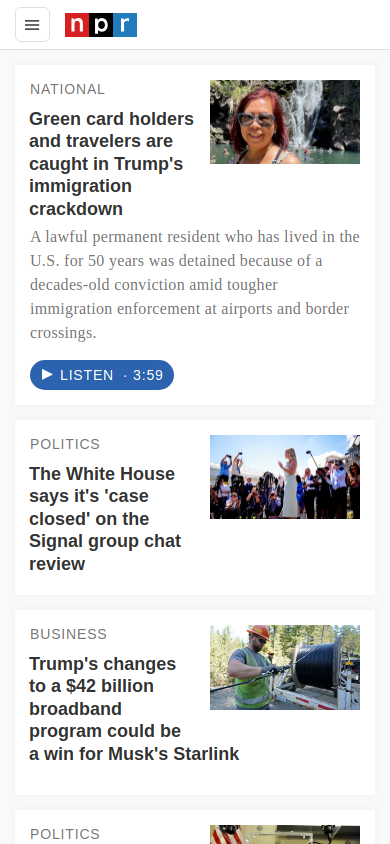 npr
NATIONAL
Green card holders
and travelers are
caught in Trump's
immigration
crackdown
A lawful permanent resident who has lived in the
U.S. for 50 years was detained because of a
decades-old conviction amid tougher
immigration enforcement at airports and border
crossings.
LISTEN · 3:59
POLITICS
The White House
says it's 'case
closed' on the
Signal group chat
review
BUSINESS
Trump's changes
to a $42 billion
broadband
program could be
a win for Musk's Starlink
POLITICS